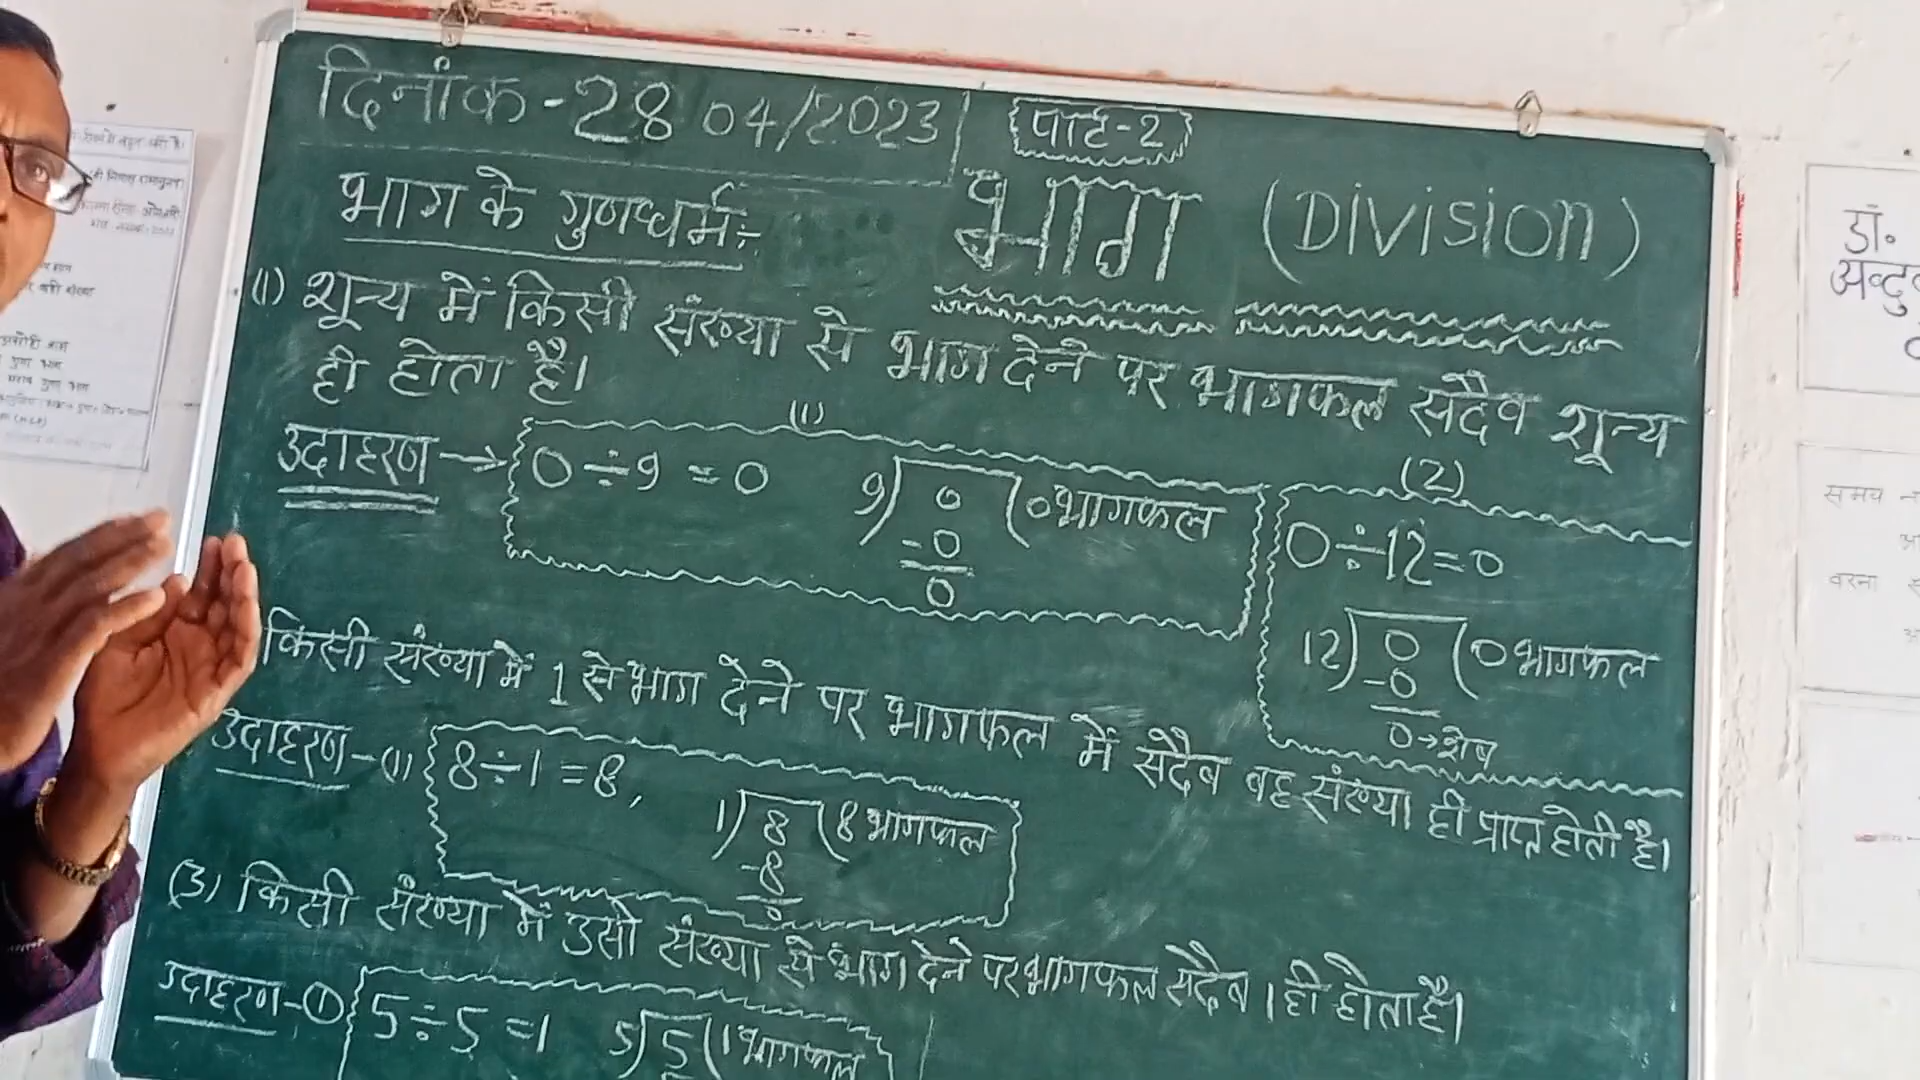 दिनांक-28 04/2023
पार्ट-2
भाग (Division)
भाग के गुणधर्म:-
(1) शून्य में किसी संख्या से भाग देने पर भागफल सदैव शून्य
ही होता है।
उदाहरण → (1) 0 ÷ 9 = 0
9) 0 (0 भागफल
-0
0
(2)
0 ÷ 12 = 0
12) 0 (0 भागफल
-0
0 → शेष
किसी संख्या में 1 से भाग देने पर भागफल में सदैव वह संख्या ही प्राप्त होती है।
उदाहरण-(1) 8 ÷ 1 = 8,
1) 8 (8 भागफल
-8
0
(3) किसी संख्या में उसी संख्या से भाग देने पर भागफल सदैव 1 ही होता है।
उदाहरण-① 5 ÷ 5 = 1
5) 5 (1 भागफल
डॉ.
समय
वरना